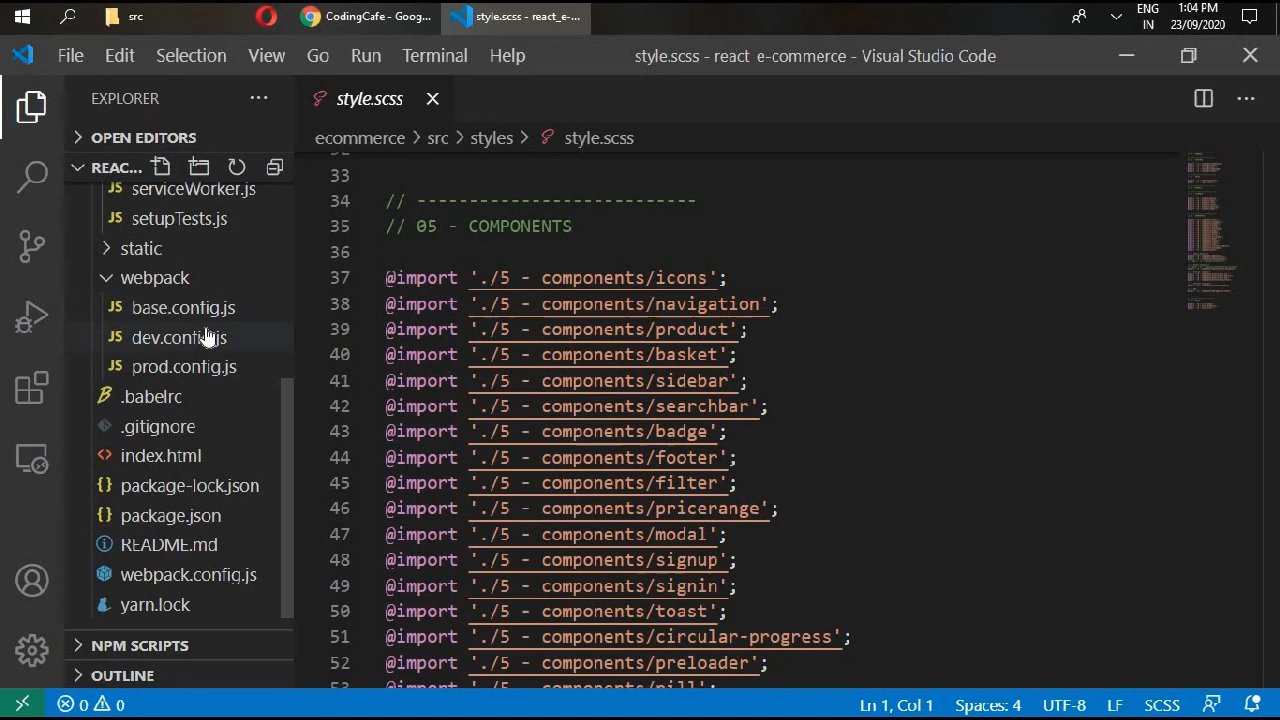 src
CodingCafe - Goog...
style.scss - react_e-...
ENG
IN
1:04 PM
23/09/2020
File Edit Selection View Go Run Terminal Help
style.scss - react_e-commerce - Visual Studio Code
EXPLORER
OPEN EDITORS
REAC...
serviceWorker.js
setupTests.js
static
webpack
base.config.js
dev.config.js
prod.config.js
.babelrc
.gitignore
index.html
package-lock.json
package.json
README.md
webpack.config.js
yarn.lock
NPM SCRIPTS
OUTLINE
style.scss
ecommerce > src > styles > style.scss
32
33
34 // ---------------------------
35 // 05 - COMPONENTS
36
37 @import './5 - components/icons';
38 @import './5 - components/navigation';
39 @import './5 - components/product';
40 @import './5 - components/basket';
41 @import './5 - components/sidebar';
42 @import './5 - components/searchbar';
43 @import './5 - components/badge';
44 @import './5 - components/footer';
45 @import './5 - components/filter';
46 @import './5 - components/pricerange';
47 @import './5 - components/modal';
48 @import './5 - components/signup';
49 @import './5 - components/signin';
50 @import './5 - components/toast';
51 @import './5 - components/circular-progress';
52 @import './5 - components/preloader';
53 @import './5 - components/pill';
0 0
Ln 1, Col 1 Spaces: 4 UTF-8 LF SCSS